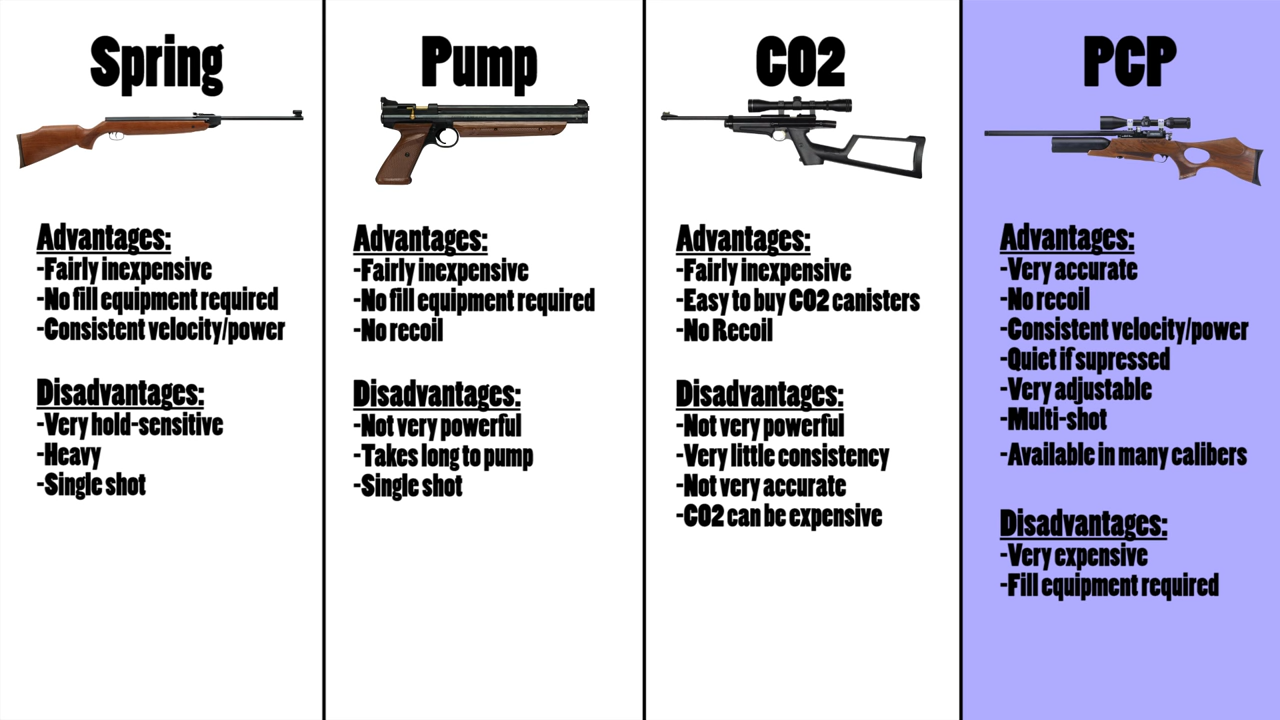 Spring
Advantages:
-Fairly inexpensive
-No fill equipment required
-Consistent velocity/power
Disadvantages:
-Very hold-sensitive
-Heavy
-Single shot
Pump
Advantages:
-Fairly inexpensive
-No fill equipment required
-No recoil
Disadvantages:
-Not very powerful
-Takes long to pump
-Single shot
CO2
Advantages:
-Fairly inexpensive
-Easy to buy CO2 canisters
-No Recoil
Disadvantages:
-Not very powerful
-Very little consistency
-Not very accurate
-CO2 can be expensive
PCP
Advantages:
-Very accurate
-No recoil
-Consistent velocity/power
-Quiet if supressed
-Very adjustable
-Multi-shot
-Available in many calibers
Disadvantages:
-Very expensive
-Fill equipment required